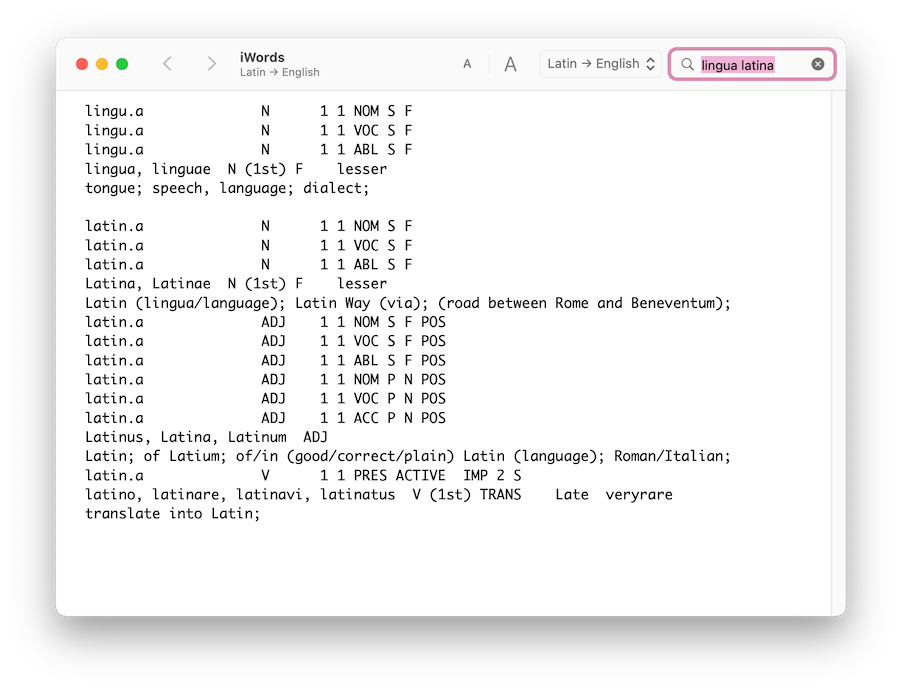 iWords
Latin → English
A
A
Latin → English
lingua latina
lingu.a              N      1 1 NOM S F
lingu.a              N      1 1 VOC S F
lingu.a              N      1 1 ABL S F
lingua, linguae  N (1st) F    lesser
tongue; speech, language; dialect;

latin.a              N      1 1 NOM S F
latin.a              N      1 1 VOC S F
latin.a              N      1 1 ABL S F
Latina, Latinae  N (1st) F    lesser
Latin (lingua/language); Latin Way (via); (road between Rome and Beneventum);
latin.a              ADJ    1 1 NOM S F POS
latin.a              ADJ    1 1 VOC S F POS
latin.a              ADJ    1 1 ABL S F POS
latin.a              ADJ    1 1 NOM P N POS
latin.a              ADJ    1 1 VOC P N POS
latin.a              ADJ    1 1 ACC P N POS
Latinus, Latina, Latinum  ADJ
Latin; of Latium; of/in (good/correct/plain) Latin (language); Roman/Italian;
latin.a              V      1 1 PRES ACTIVE  IMP 2 S
latino, latinare, latinavi, latinatus  V (1st) TRANS    Late  veryrare
translate into Latin;